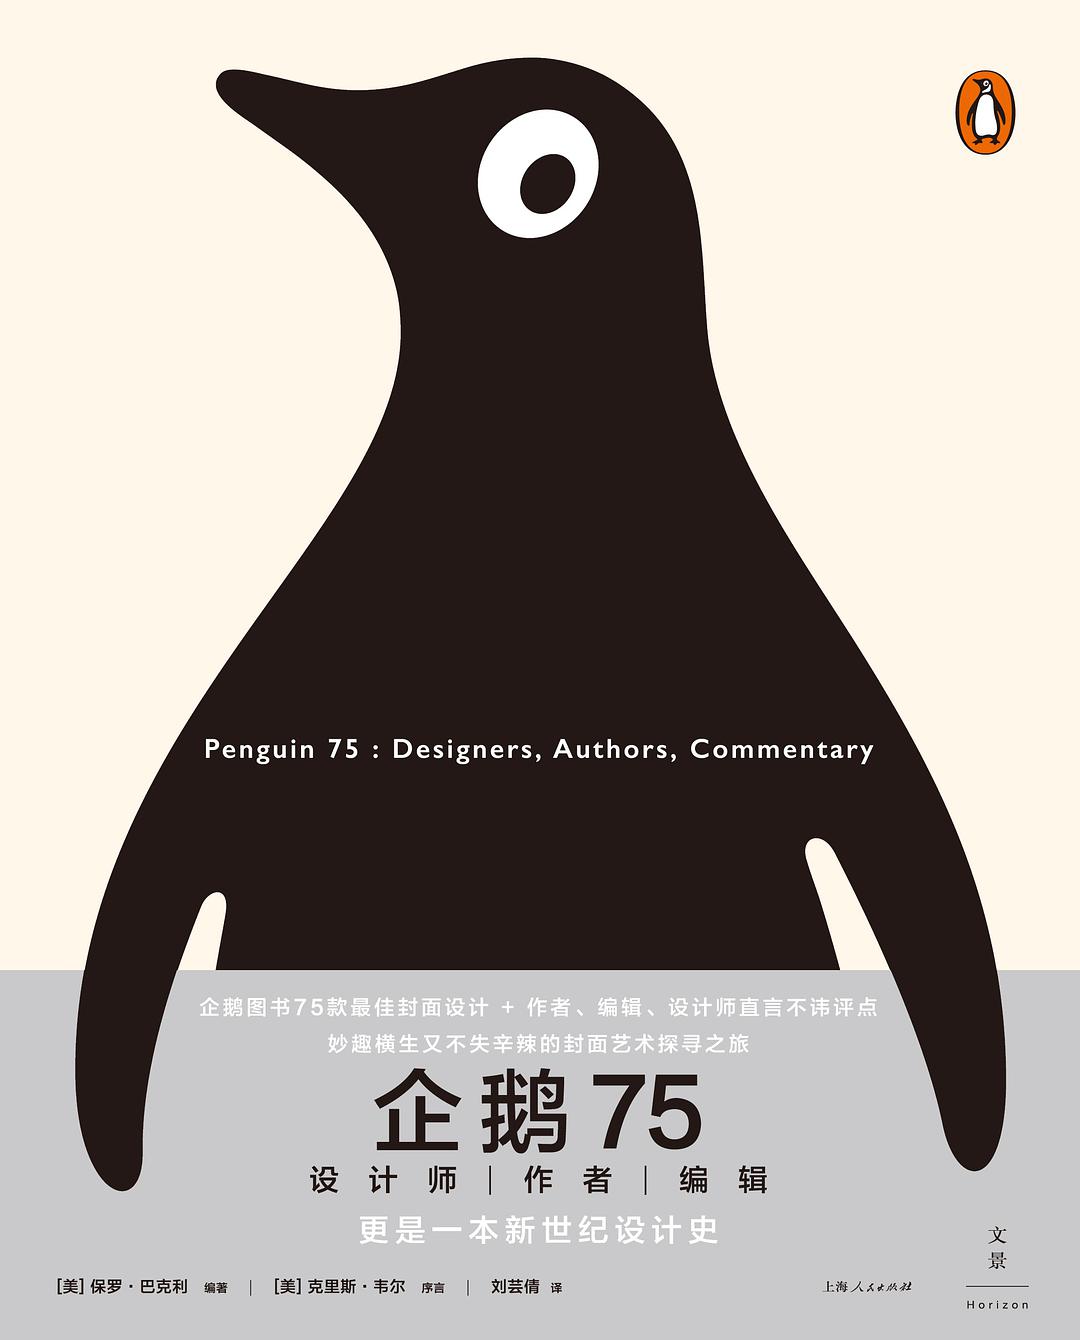 Penguin 75 : Designers, Authors, Commentary
企鹅图书75款最佳封面设计 + 作者、编辑、设计师直言不讳评点
妙趣横生又不失辛辣的封面艺术探寻之旅
企鹅75
设计师|作者|编辑
更是一本新世纪设计史
[美] 保罗·巴克利 编著 | [美] 克里斯·韦尔 序言 | 刘芸倩 译
上海人民出版社
文景
Horizon